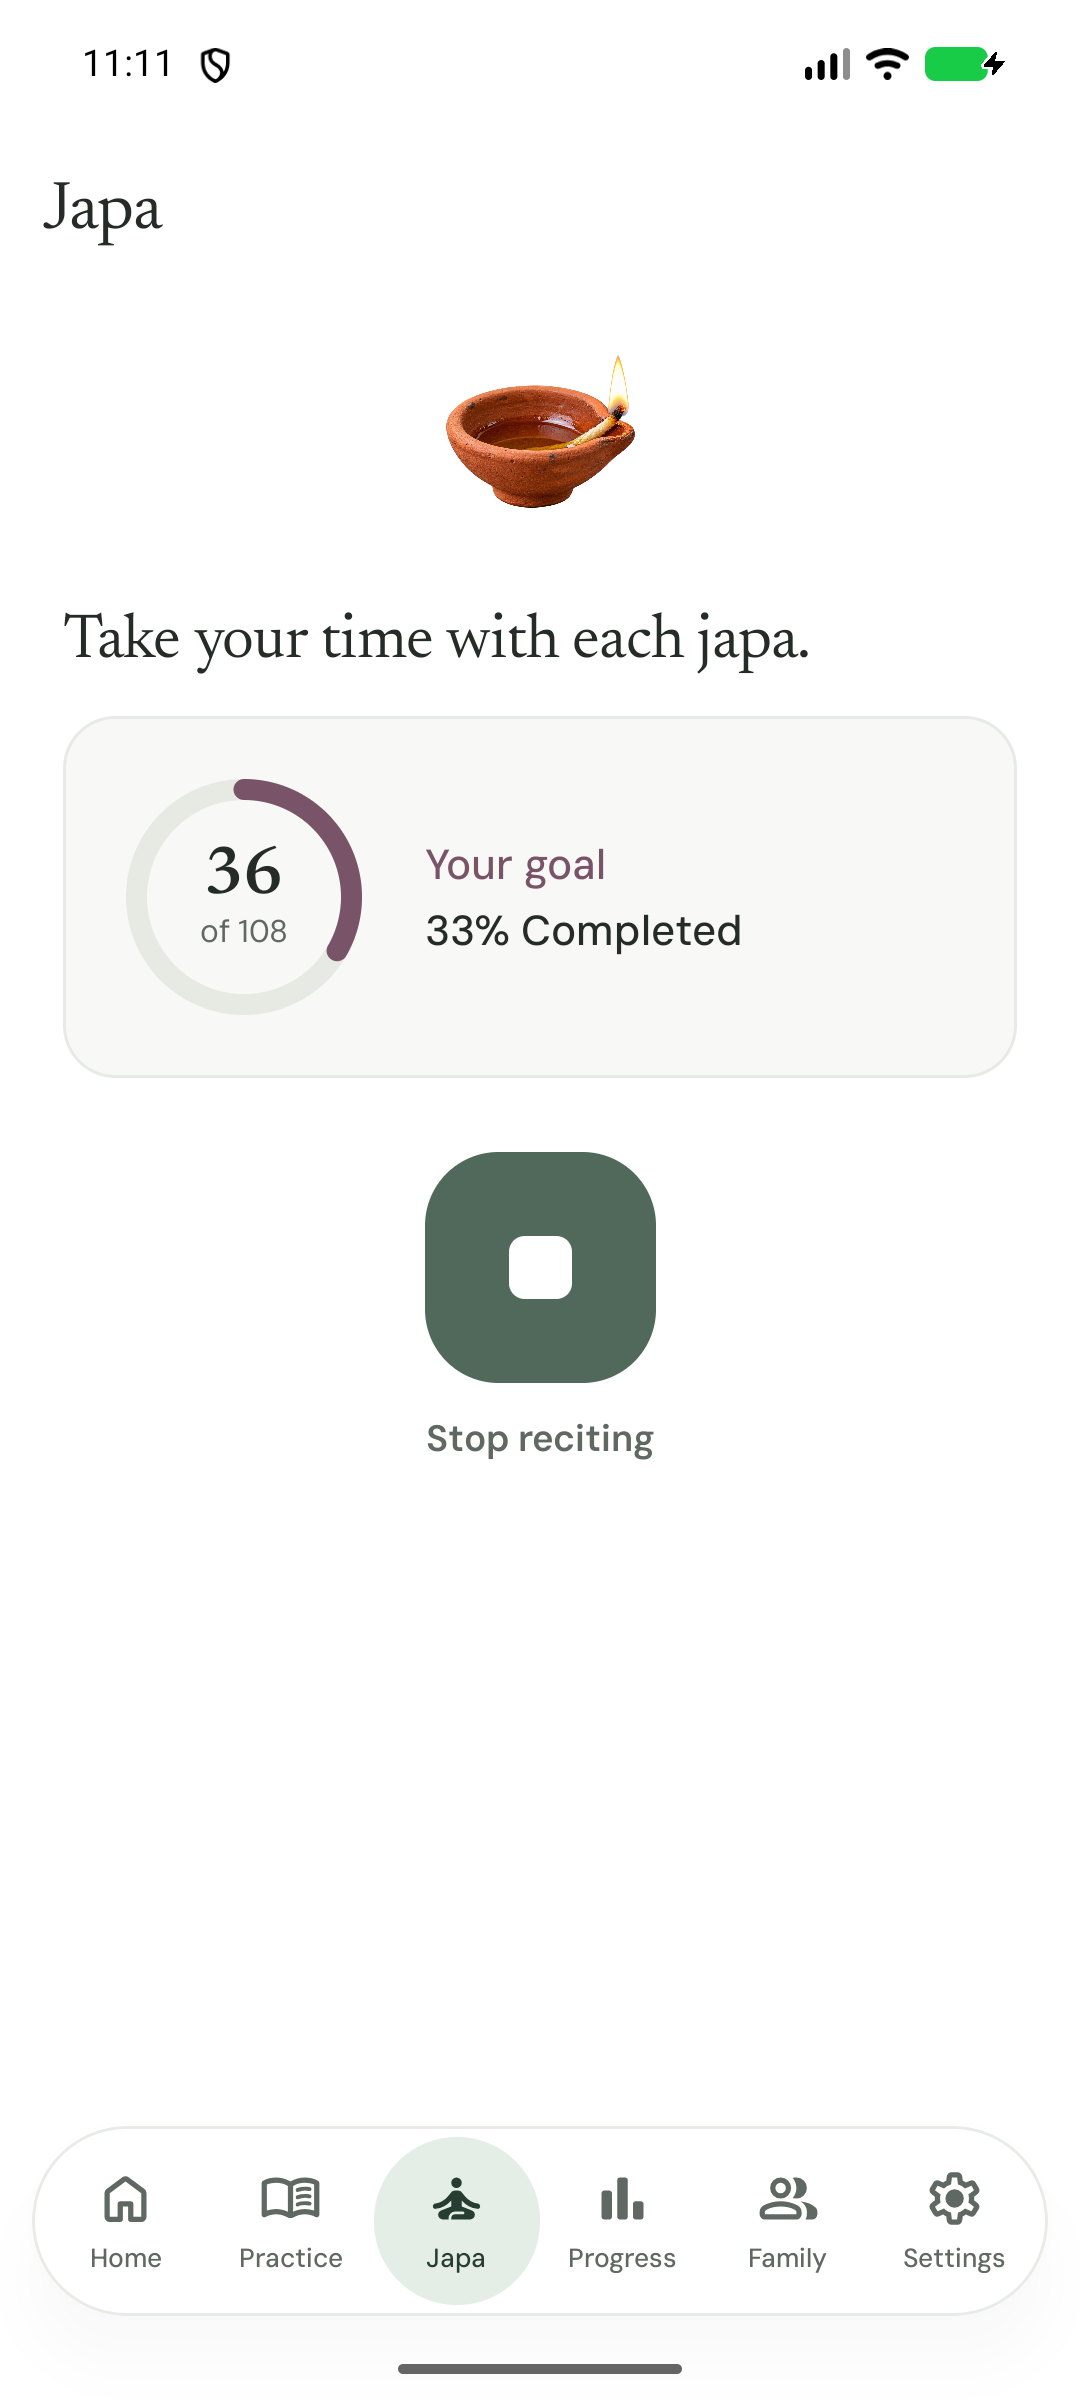 11:11
Japa
Take your time with each japa.
36
of 108
Your goal
33% Completed
Stop reciting
Home
Practice
Japa
Progress
Family
Settings